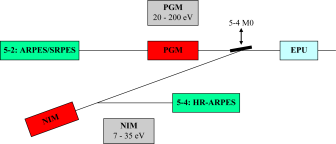 PGM
20 - 200 eV
5-4 M0
5-2: ARPES/SRPES
PGM
EPU
NIM
5-4: HR-ARPES
NIM
7 - 35 eV